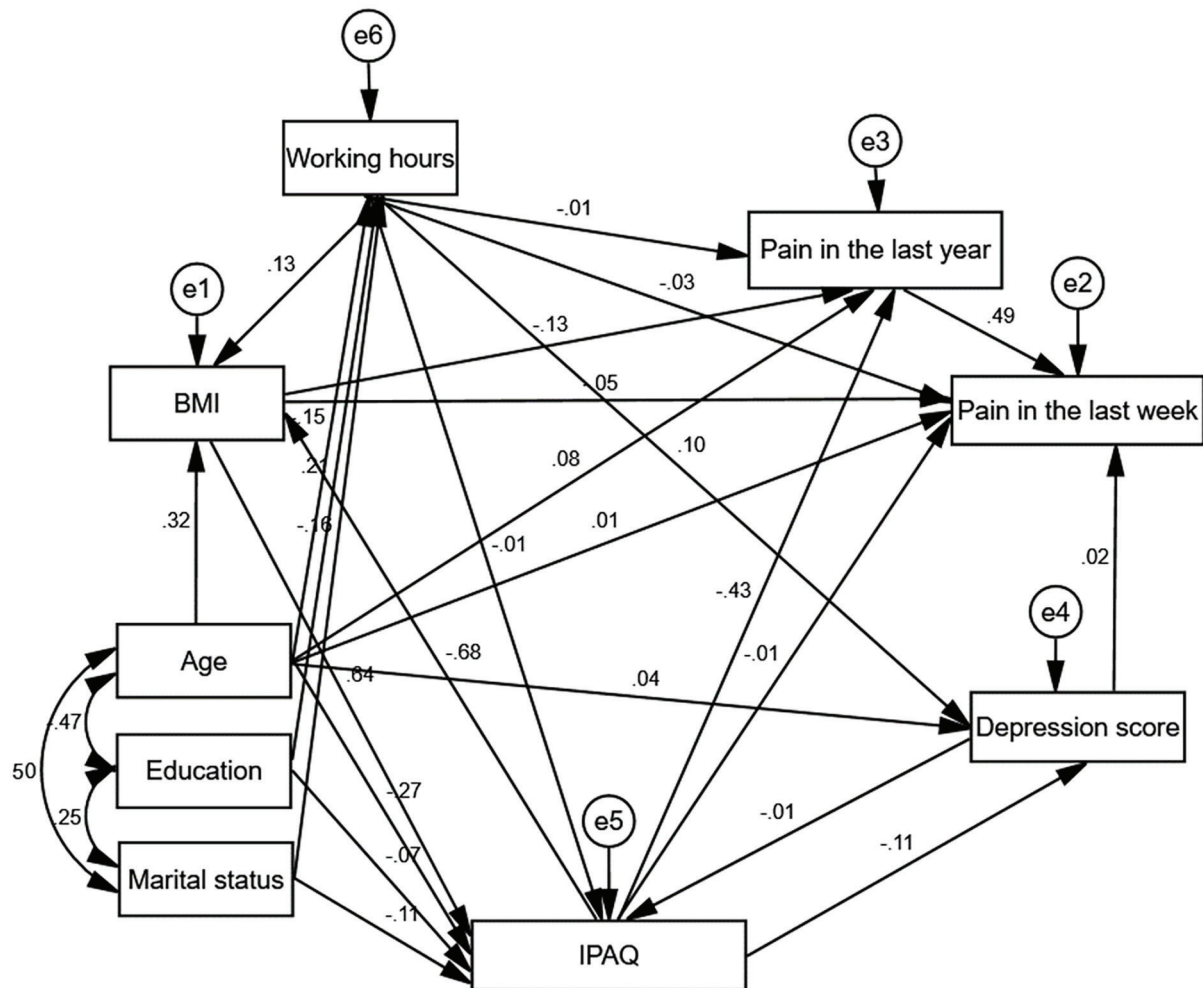 e6
Working hours
e3
-.01
Pain in the last year
.13
-.03
e1
e2
-.13
.49
BMI
.05
Pain in the last week
-.15
.10
.21
.08
.32
-.16
.01
-.01
.02
-.43
e4
Age
.64
-.68
-.01
.04
-.47
Depression score
50
Education
-.27
-.01
.25
e5
-.11
-.07
Marital status
-.11
IPAQ